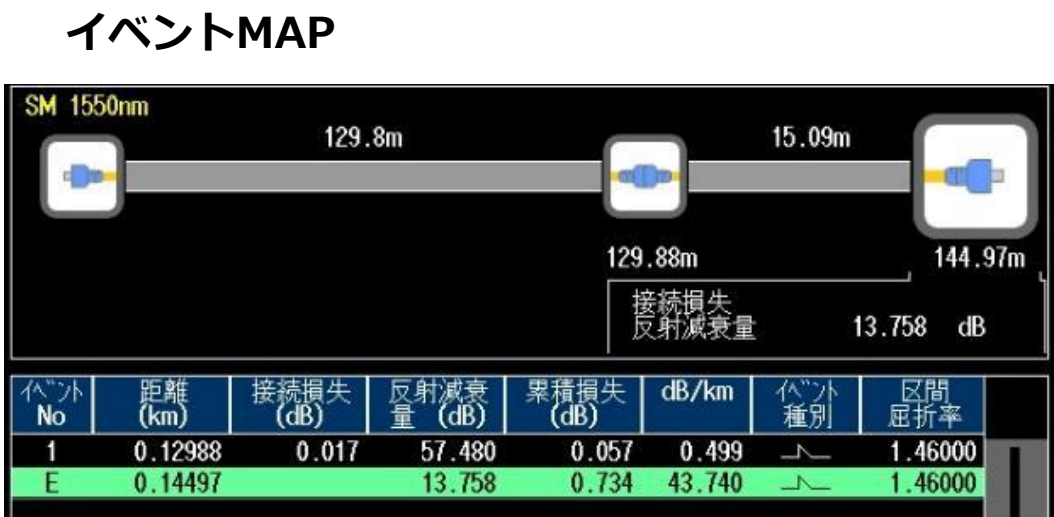 イベントMAP
SM 1550nm
129.8m
15.09m
129.88m
144.97m
接続損失
反射減衰量 13.758 dB
イベント No 距離 (km) 接続損失 (dB) 反射減衰量 (dB) 累積損失 (dB) dB/km イベント種別 区間屈折率
1 0.12988 0.017 57.480 0.057 0.499 1.46000
E 0.14497 13.758 0.734 43.740 1.46000